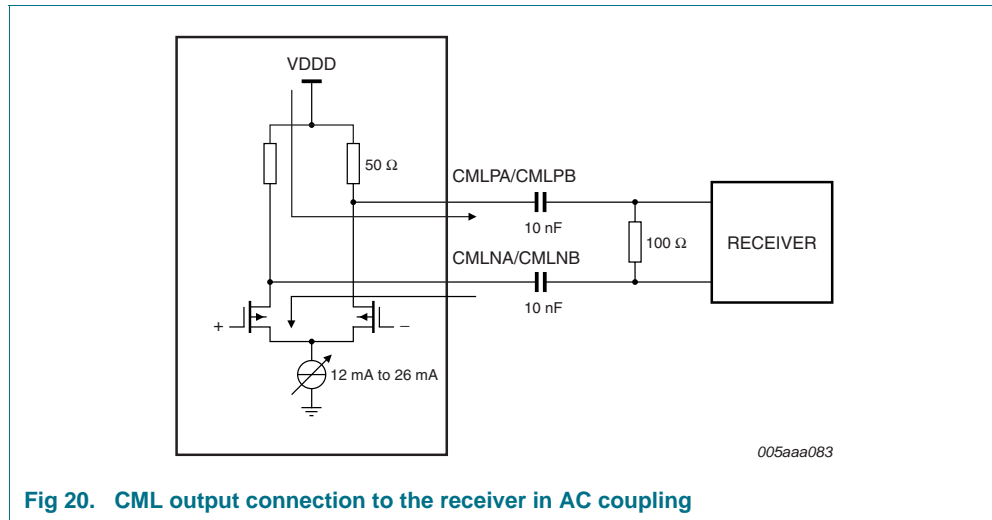 VDDD
50 Ω
CMLPA/CMLPB
10 nF
100 Ω
RECEIVER
CMLNA/CMLNB
10 nF
+
−
12 mA to 26 mA
005aaa083
Fig 20. CML output connection to the receiver in AC coupling